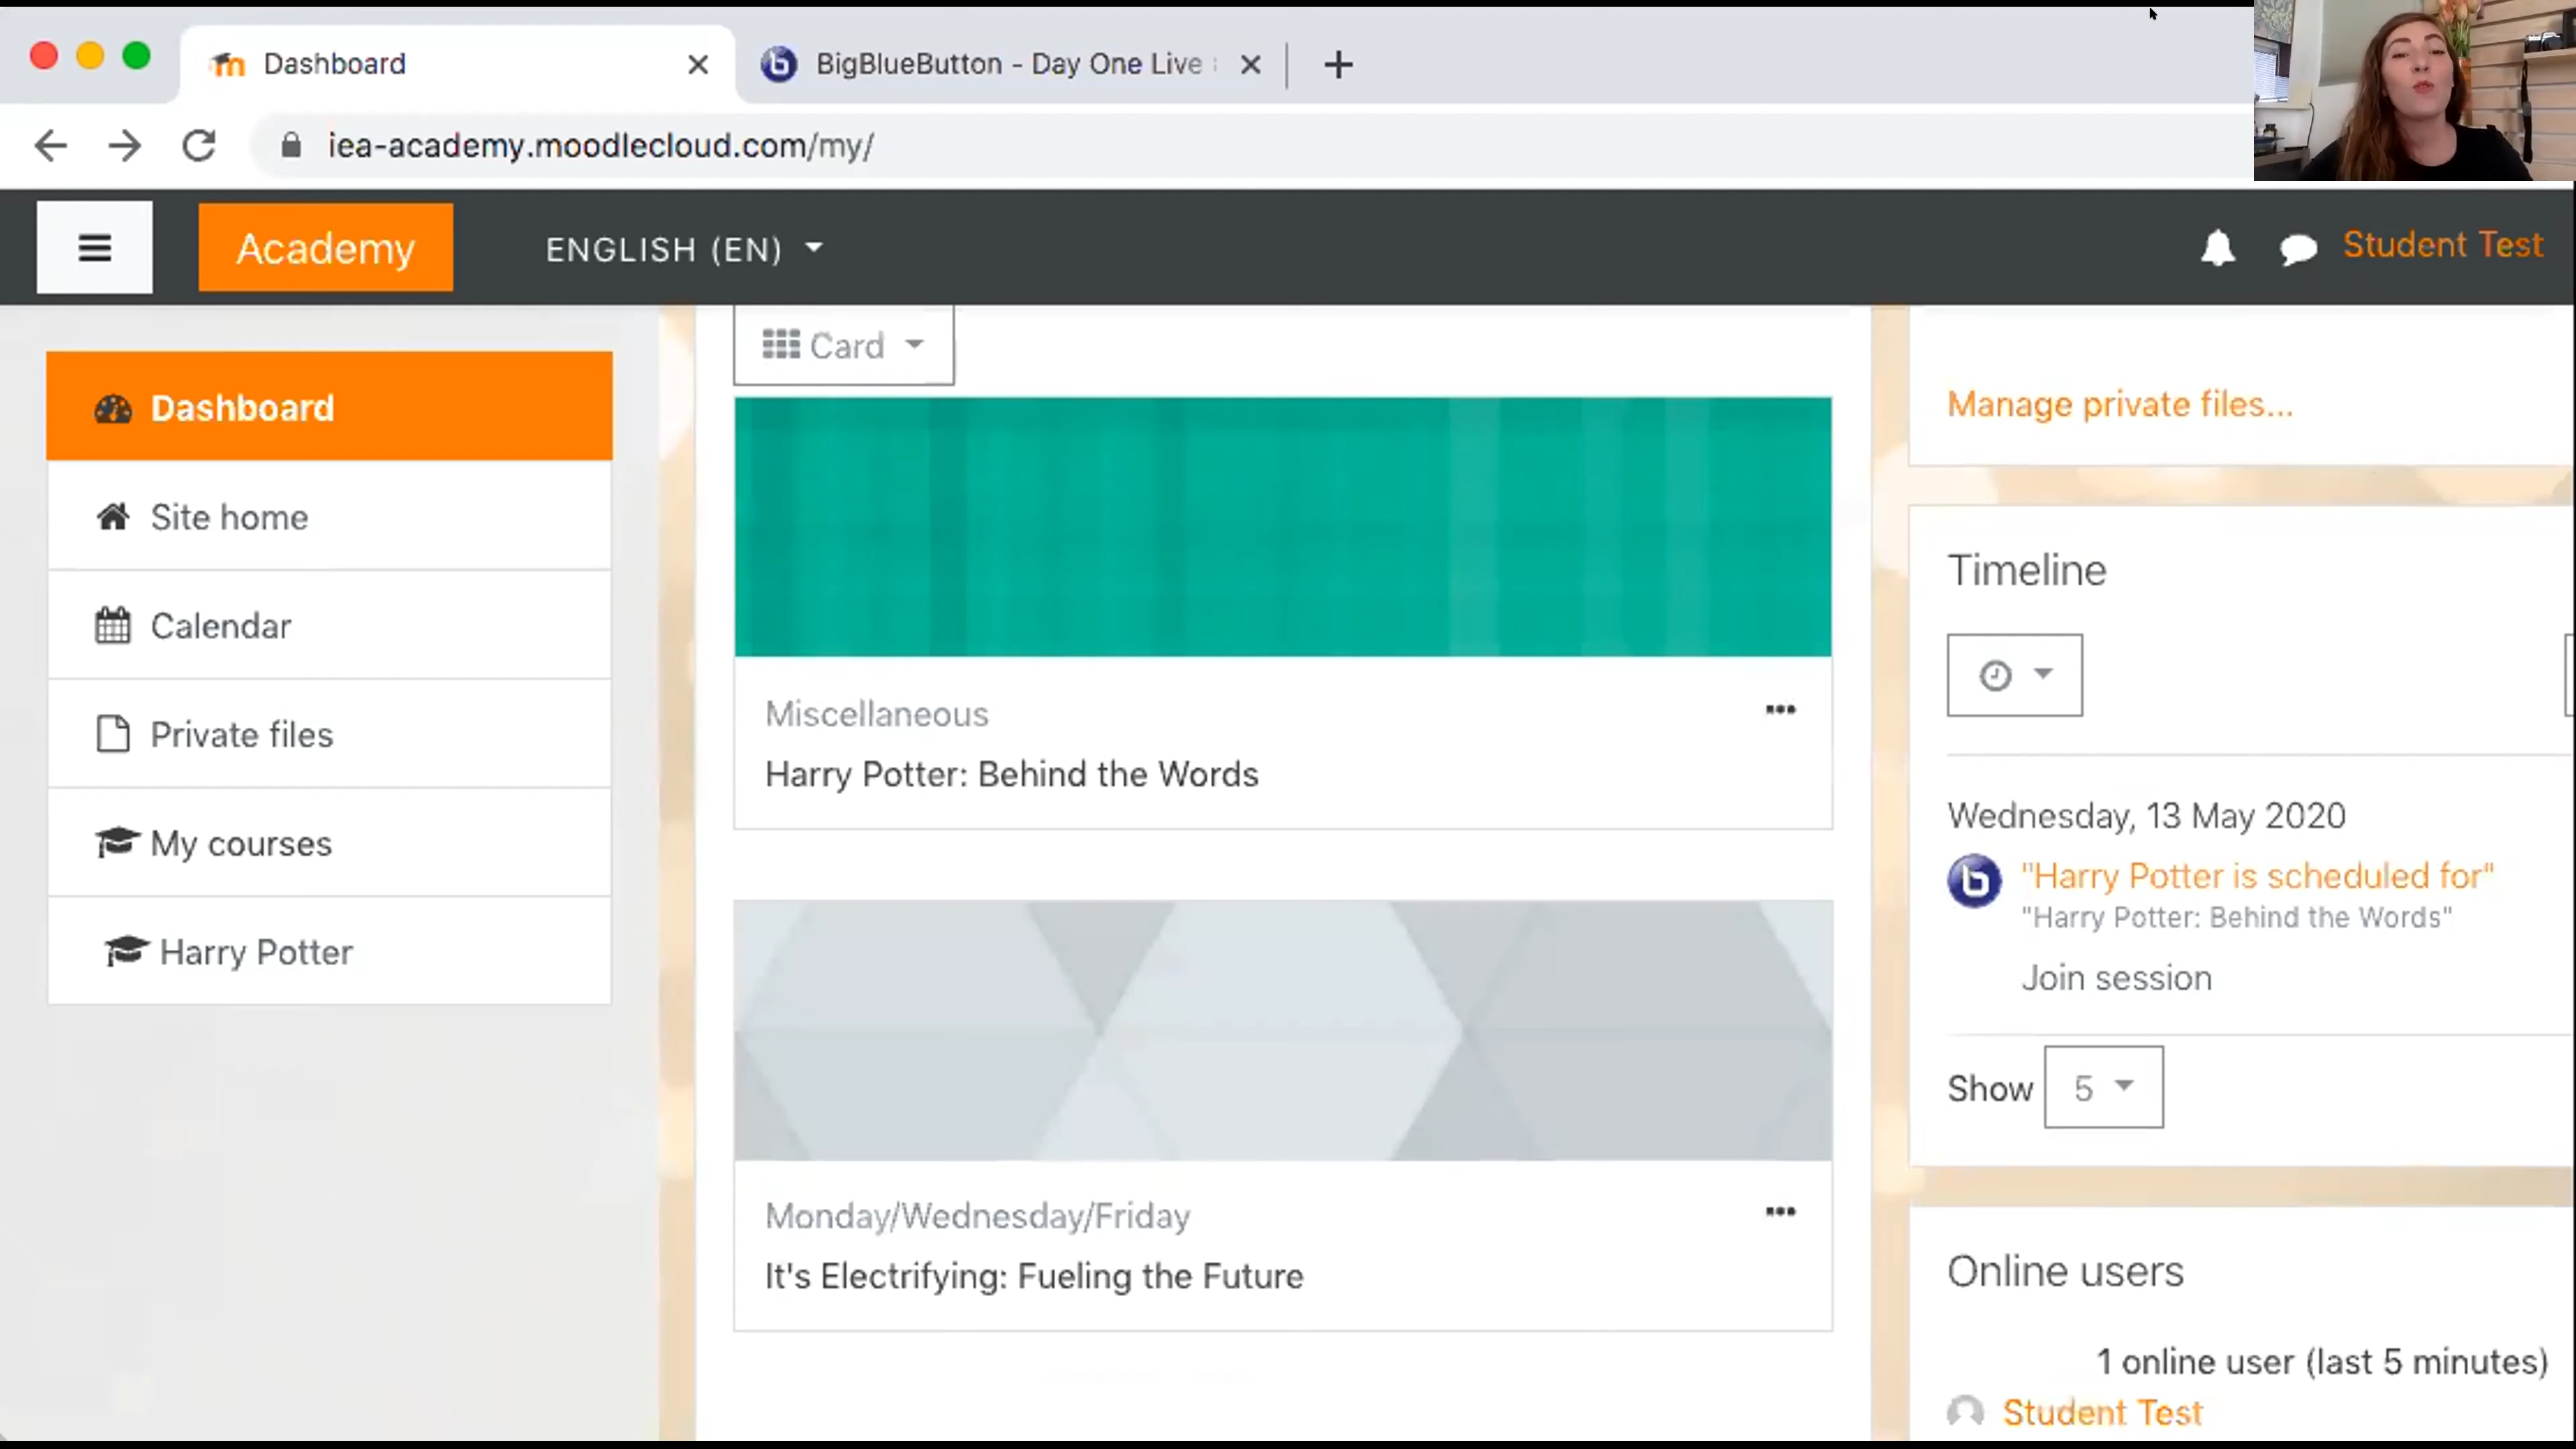 Dashboard
BigBlueButton - Day One Live
iea-academy.moodlecloud.com/my/
Academy
ENGLISH (EN)
Student Test
Dashboard
Site home
Calendar
Private files
My courses
Harry Potter
Card
Miscellaneous
Harry Potter: Behind the Words
Monday/Wednesday/Friday
It's Electrifying: Fueling the Future
Manage private files...
Timeline
Wednesday, 13 May 2020
"Harry Potter is scheduled for"
"Harry Potter: Behind the Words"
Join session
Show 5
Online users
1 online user (last 5 minutes)
Student Test